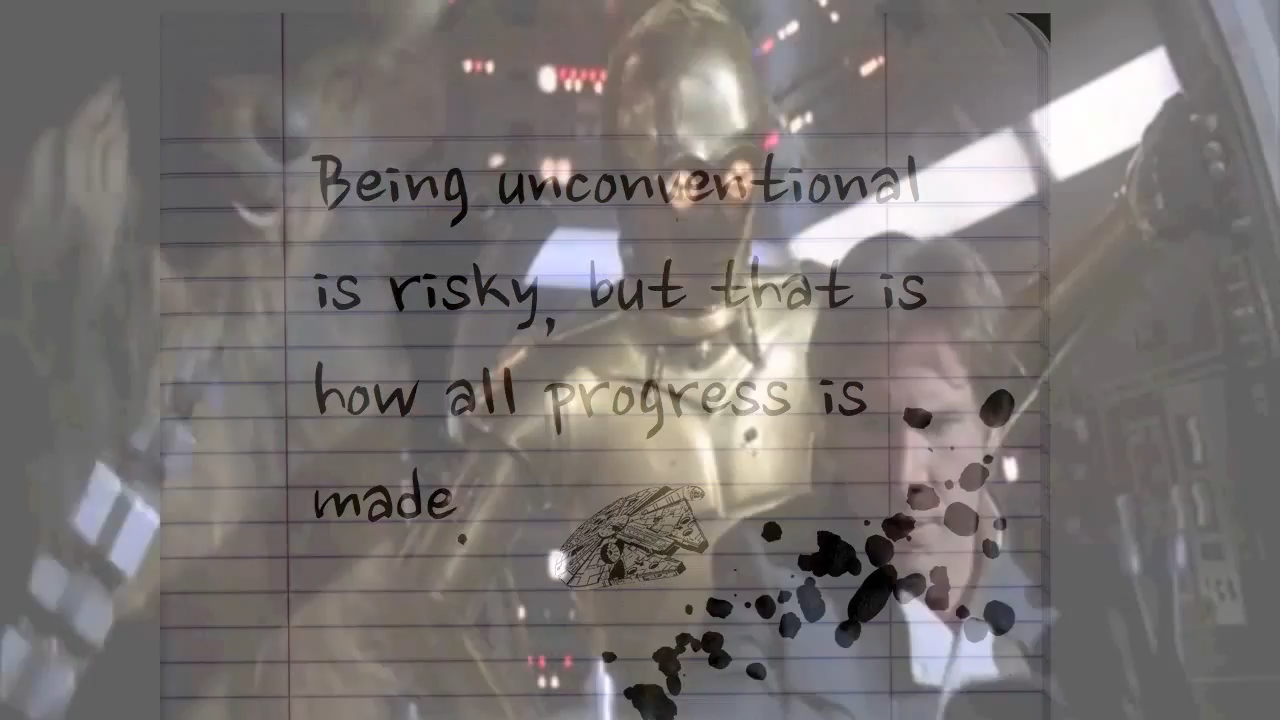 Being unconventional
is risky, but that is
how all progress is
made.